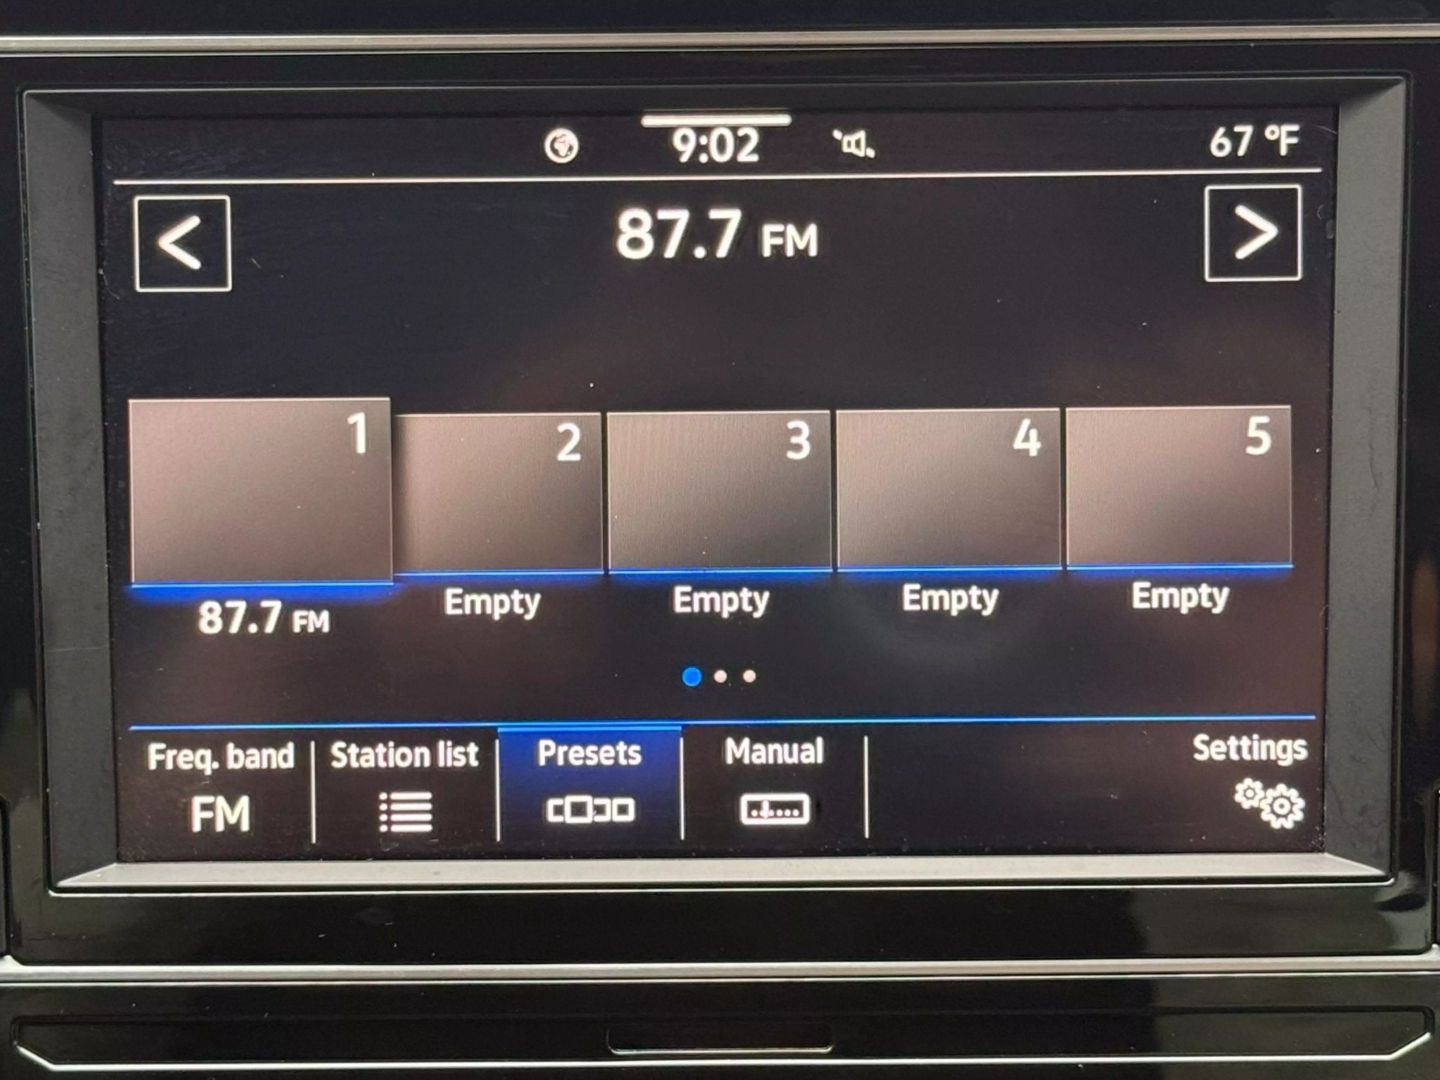 9:02 67 °F
< 87.7 FM >
1 2 3 4 5
87.7 FM Empty Empty Empty Empty
Freq. band Station list Presets Manual Settings
FM